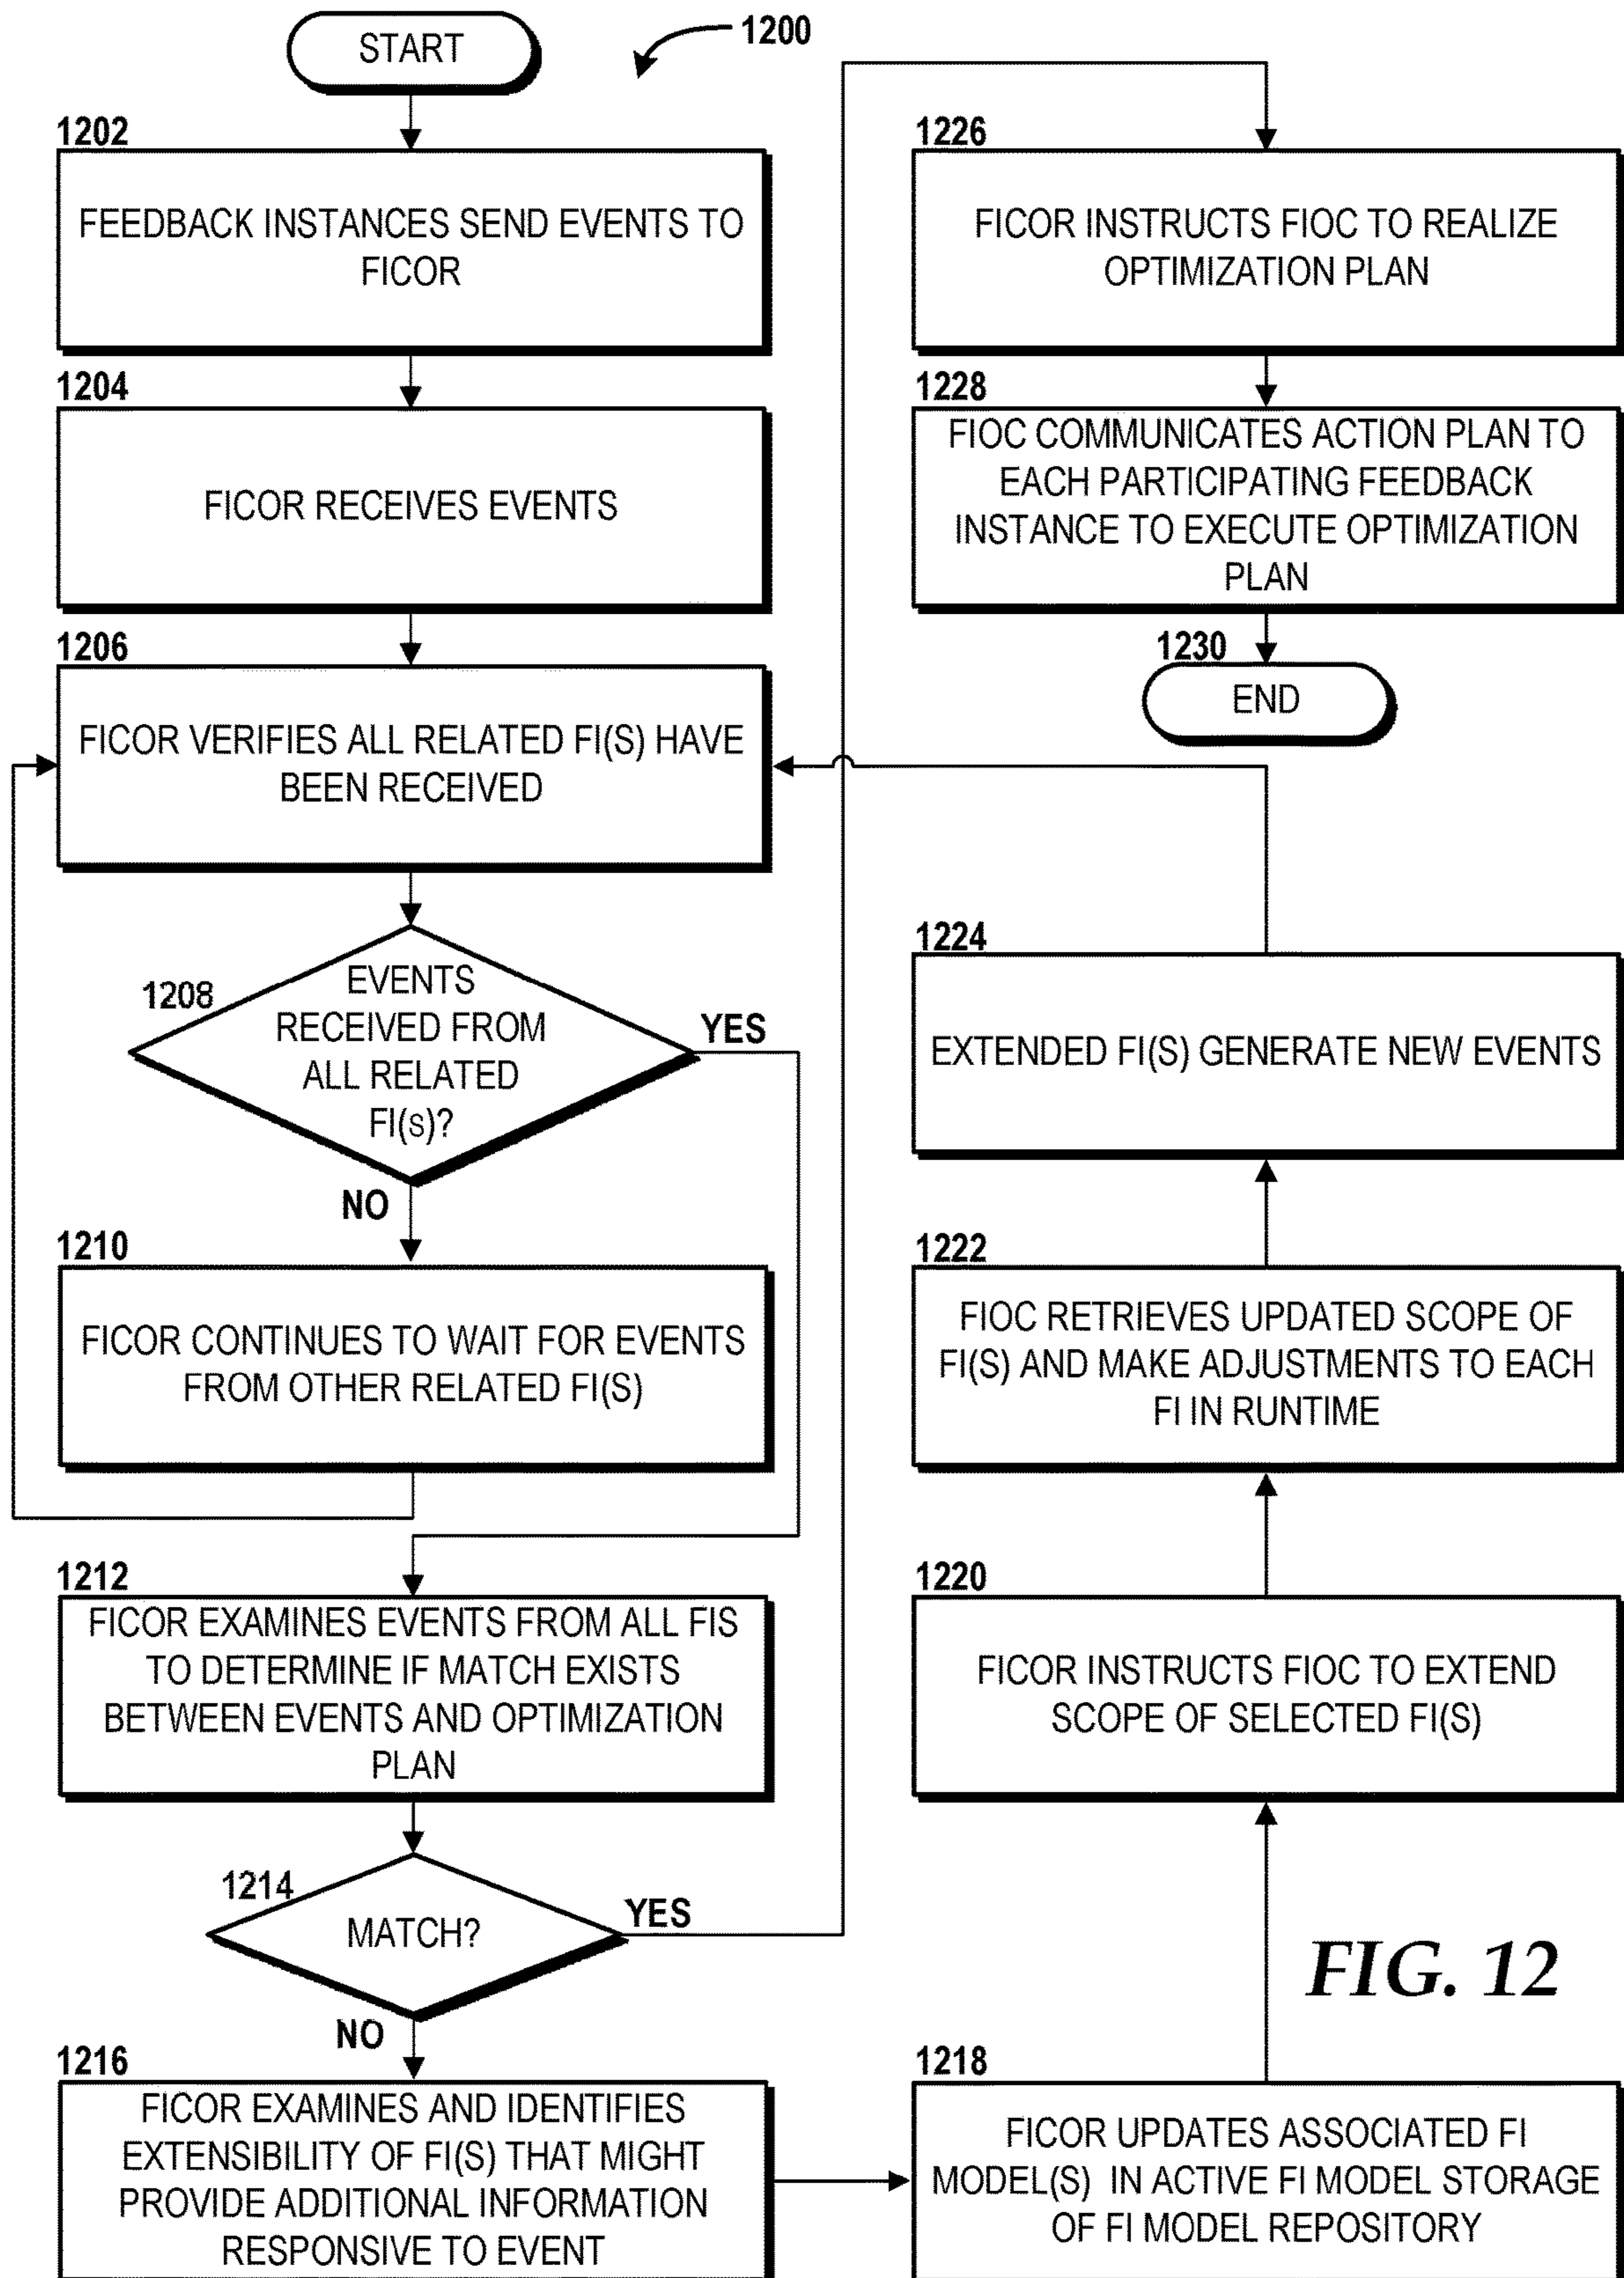 START
1200
1202
FEEDBACK INSTANCES SEND EVENTS TO
FICOR
1204
FICOR RECEIVES EVENTS
1206
FICOR VERIFIES ALL RELATED FI(S) HAVE
BEEN RECEIVED
1208
EVENTS
RECEIVED FROM
ALL RELATED
FI(S)?
YES
NO
1210
FICOR CONTINUES TO WAIT FOR EVENTS
FROM OTHER RELATED FI(S)
1212
FICOR EXAMINES EVENTS FROM ALL FIS
TO DETERMINE IF MATCH EXISTS
BETWEEN EVENTS AND OPTIMIZATION
PLAN
1214
MATCH?
YES
NO
1216
FICOR EXAMINES AND IDENTIFIES
EXTENSIBILITY OF FI(S) THAT MIGHT
PROVIDE ADDITIONAL INFORMATION
RESPONSIVE TO EVENT
1218
FICOR UPDATES ASSOCIATED FI
MODEL(S) IN ACTIVE FI MODEL STORAGE
OF FI MODEL REPOSITORY
1220
FICOR INSTRUCTS FIOC TO EXTEND
SCOPE OF SELECTED FI(S)
1222
FIOC RETRIEVES UPDATED SCOPE OF
FI(S) AND MAKE ADJUSTMENTS TO EACH
FI IN RUNTIME
1224
EXTENDED FI(S) GENERATE NEW EVENTS
1226
FICOR INSTRUCTS FIOC TO REALIZE
OPTIMIZATION PLAN
1228
FIOC COMMUNICATES ACTION PLAN TO
EACH PARTICIPATING FEEDBACK
INSTANCE TO EXECUTE OPTIMIZATION
PLAN
1230
END
FIG. 12